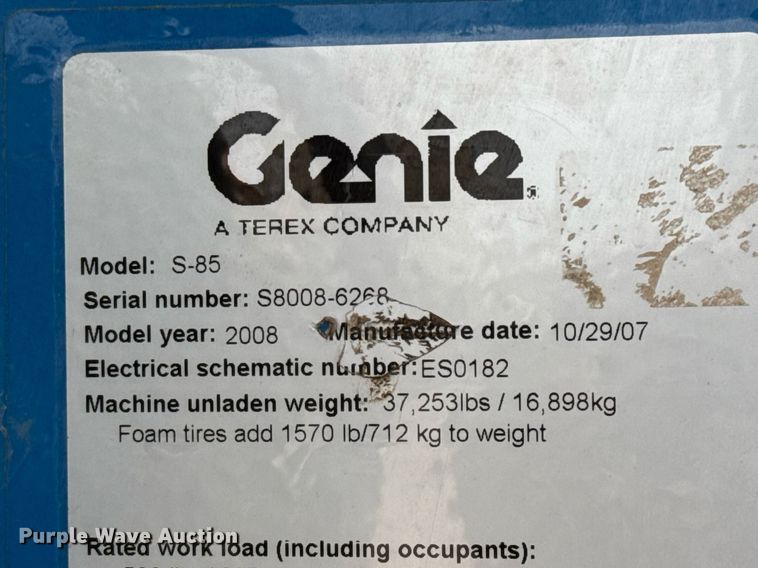 Genie
A TEREX COMPANY
Model: S-85
Serial number: S8008-6268
Model year: 2008 Manufacture date: 10/29/07
Electrical schematic number: ES0182
Machine unladen weight: 37,253lbs / 16,898kg
Foam tires add 1570 lb/712 kg to weight
Purple Wave Auction
Rated work load (including occupants):